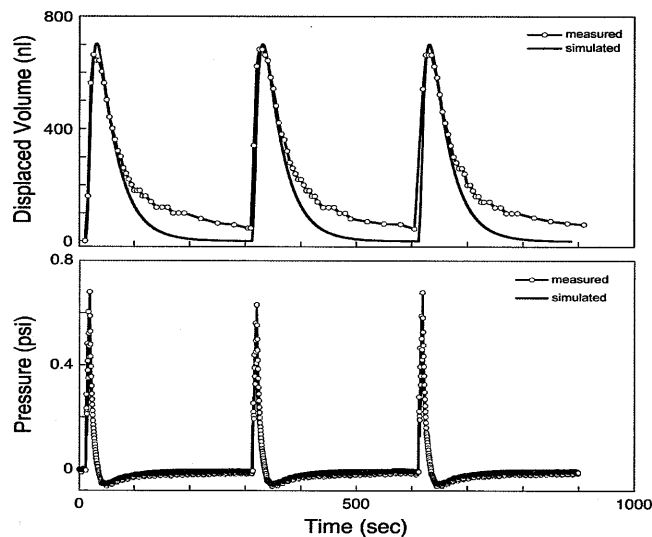 800
400
0
Displaced Volume (nl)
measured
simulated
0.8
0.4
0
Pressure (psi)
measured
simulated
0
500
1000
Time (sec)